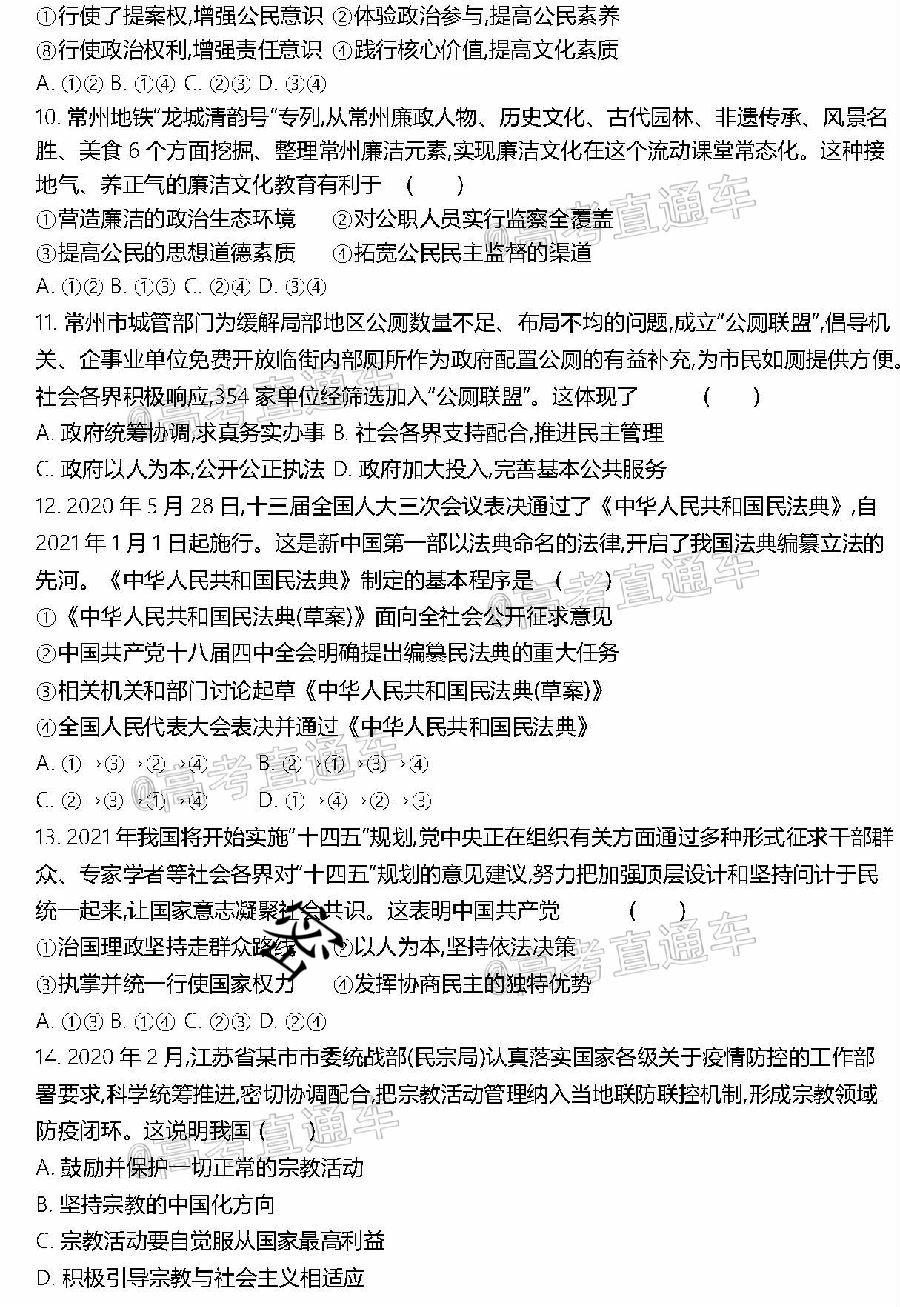 ①行使了提案权,增强公民意识 ②体验政治参与,提高公民素养
⑧行使政治权利,增强责任意识 ④践行核心价值,提高文化素质
A. ①② B. ①④ C. ②③ D. ③④
10. 常州地铁“龙城清韵号”专列,从常州廉政人物、历史文化、古代园林、非遗传承、风景名
胜、美食 6 个方面挖掘、整理常州廉洁元素,实现廉洁文化在这个流动课堂常态化。这种接
地气、养正气的廉洁文化教育有利于 ( )
①营造廉洁的政治生态环境 ②对公职人员实行监察全覆盖
③提高公民的思想道德素质 ④拓宽公民民主监督的渠道
A. ①② B. ①③ C. ②④ D. ③④
11. 常州市城管部门为缓解局部地区公厕数量不足、布局不均的问题,成立“公厕联盟”,倡导机
关、企事业单位免费开放临街内部厕所作为政府配置公厕的有益补充,为市民如厕提供方便。
社会各界积极响应,354 家单位经筛选加入“公厕联盟”。这体现了 ( )
A. 政府统筹协调,求真务实办事 B. 社会各界支持配合,推进民主管理
C. 政府以人为本,公开公正执法 D. 政府加大投入,完善基本公共服务
12. 2020 年 5 月 28 日,十三届全国人大三次会议表决通过了《中华人民共和国民法典》,自
2021 年 1 月 1 日起施行。这是新中国第一部以法典命名的法律,开启了我国法典编纂立法的
先河。《中华人民共和国民法典》制定的基本程序是 ( )
①《中华人民共和国民法典(草案)》面向全社会公开征求意见
②中国共产党十八届四中全会明确提出编纂民法典的重大任务
③相关机关和部门讨论起草《中华人民共和国民法典(草案)》
④全国人民代表大会表决并通过《中华人民共和国民法典》
A. ①→③→②→④ B. ②→①→③→④
C. ②→③→①→④ D. ①→④→②→③
13. 2021 年我国将开始实施“十四五”规划,党中央正在组织有关方面通过多种形式征求干部群
众、专家学者等社会各界对“十四五”规划的意见建议,努力把加强顶层设计和坚持问计于民
统一起来,让国家意志凝聚社会共识。这表明中国共产党 ( )
①治国理政坚持走群众路线 ②以人为本,坚持依法决策
③执掌并统一行使国家权力 ④发挥协商民主的独特优势
密
A. ①③ B. ①④ C. ②③ D. ②④
14. 2020 年 2 月,江苏省某市市委统战部(民宗局)认真落实国家各级关于疫情防控的工作部
署要求,科学统筹推进,密切协调配合,把宗教活动管理纳入当地联防联控机制,形成宗教领域
防疫闭环。这说明我国 ( )
A. 鼓励并保护一切正常的宗教活动
B. 坚持宗教的中国化方向
C. 宗教活动要自觉服从国家最高利益
D. 积极引导宗教与社会主义相适应
@高考直通车
@高考直通车
@高考直通车
@高考直通车
@高考直通车
@高考直通车